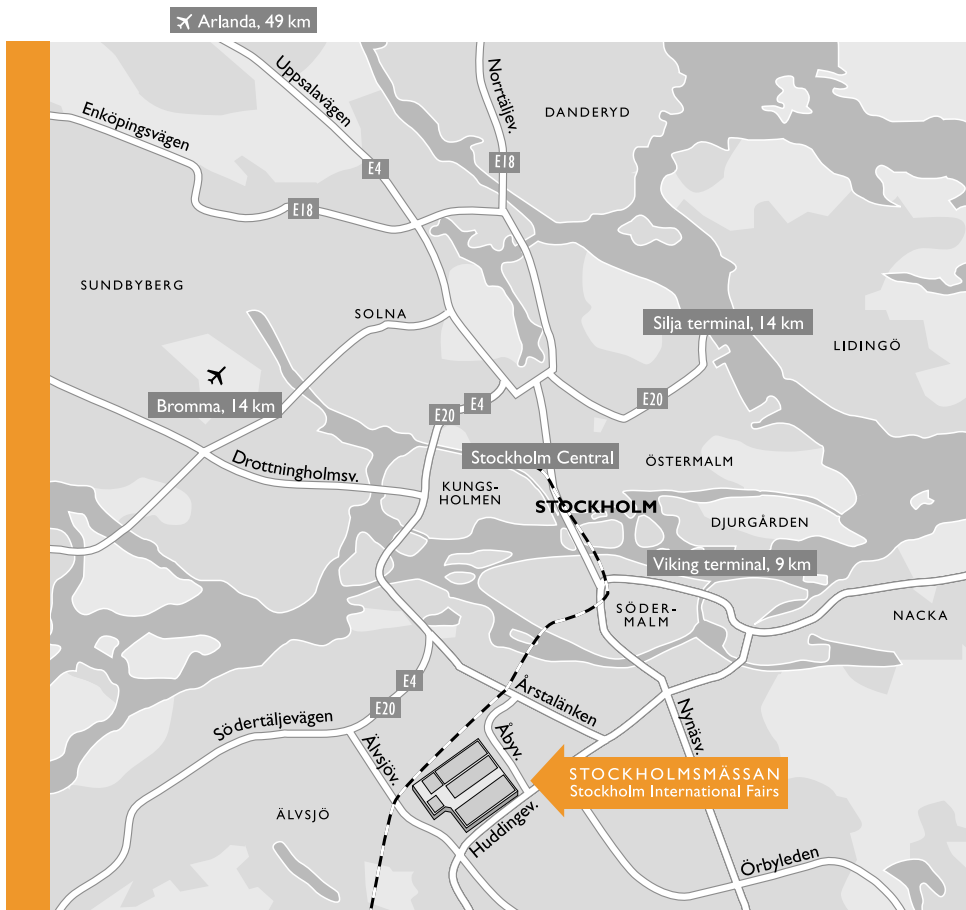 Arlanda, 49 km
Uppsalavägen
Norrtäljev.
DANDERYD
Enköpingsvägen
E4
E18
E18
SUNDBYBERG
SOLNA
Silja terminal, 14 km
LIDINGÖ
Bromma, 14 km
E20
E4
E20
Drottningholmsv.
Stockholm Central
ÖSTERMALM
KUNGS-
HOLMEN
STOCKHOLM
DJURGÅRDEN
Viking terminal, 9 km
SÖDER-
MALM
NACKA
E4
E20
Årstalänken
Södertäljevägen
Älvsjöv.
Åbyv.
Nynäsv.
STOCKHOLMSMÄSSAN
Stockholm International Fairs
ÄLVSJÖ
Huddingev.
Örbyleden